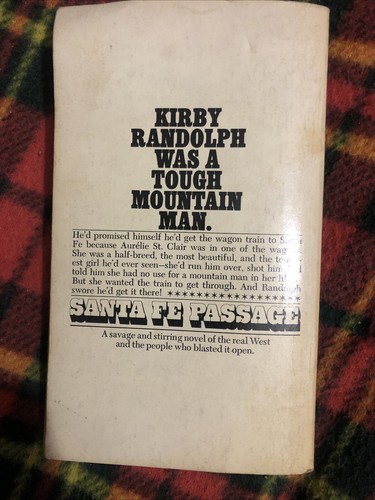 KIRBY
RANDOLPH
WAS A
TOUGH
MOUNTAIN
MAN.
He'd promised himself he'd get the wagon train to
Fe because Aurélie St. Clair was in one of the
She was a half-breed, the most beautiful, and the
est girl he'd ever seen—she'd run him over, shot
told him she had no use for a mountain man in her
But she wanted the train to get through. And Randolph
swore he'd get it there! ★★★★★★★★★★★★★★★★
SANTA FE PASSAGE
A savage and stirring novel of the real West
and the people who blasted it open.